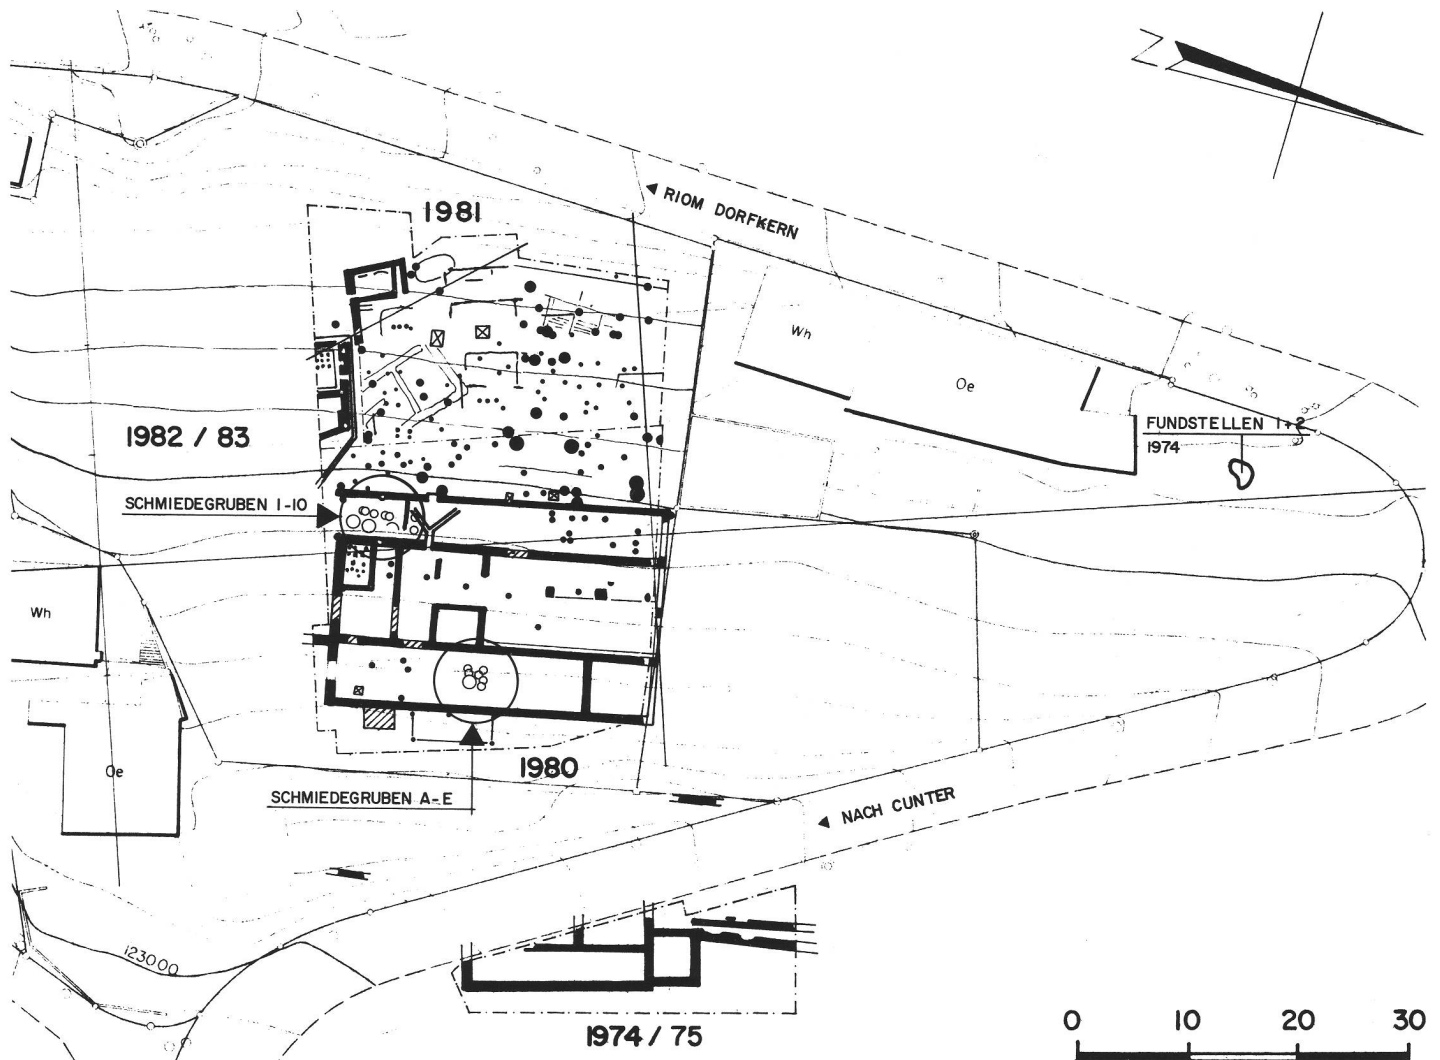 1981
◄ RIOM DORFKERN
Wh
Oe
FUNDSTELLEN 1+2
1974
1982 / 83
SCHMIEDEGRUBEN I-IO
Wh
Oe
1980
SCHMIEDEGRUBEN A-E
◄ NACH CUNTER
123000
1974 / 75
0 10 20 30